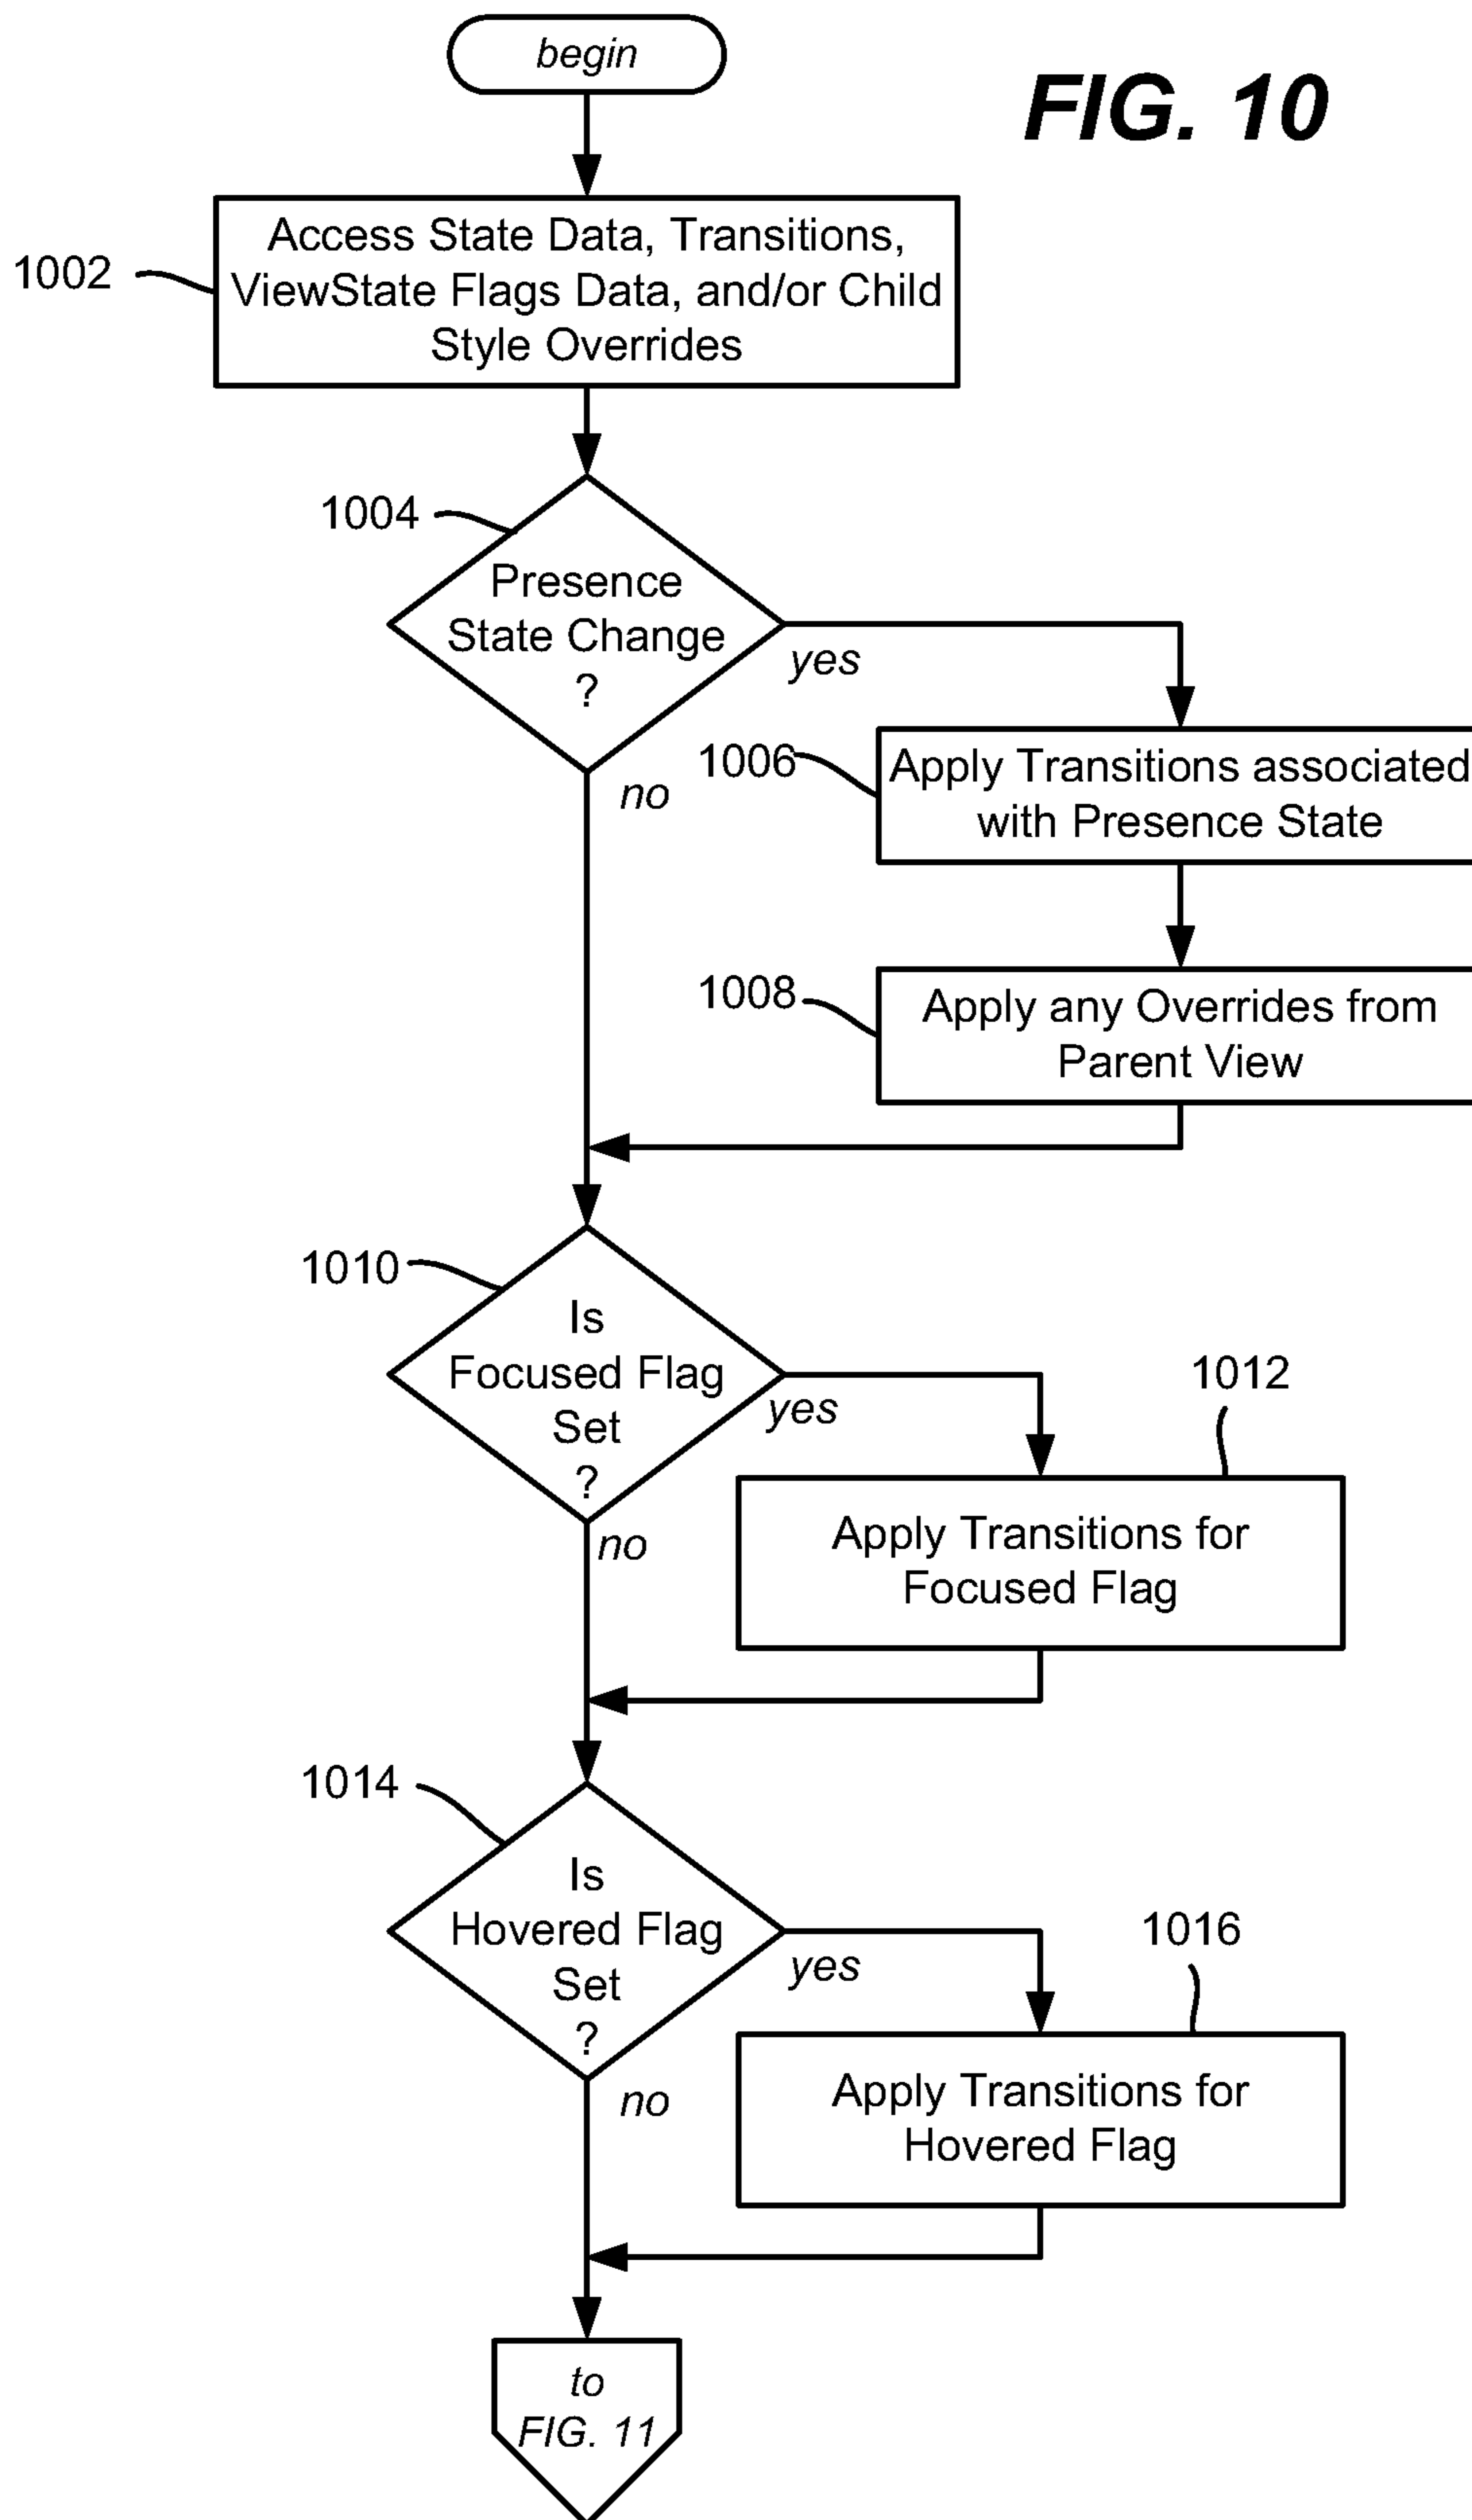 begin
FIG. 10
1002
Access State Data, Transitions,
ViewState Flags Data, and/or Child
Style Overrides
1004
Presence
State Change
?
yes
no
1006
Apply Transitions associated
with Presence State
1008
Apply any Overrides from
Parent View
1010
Is
Focused Flag
Set
?
yes
no
1012
Apply Transitions for
Focused Flag
1014
Is
Hovered Flag
Set
?
yes
no
1016
Apply Transitions for
Hovered Flag
to
FIG. 11